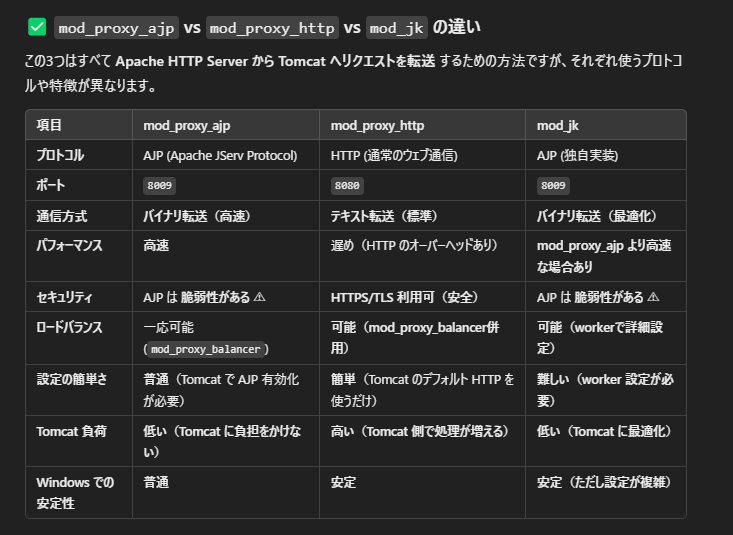 ✅ mod_proxy_ajp vs mod_proxy_http vs mod_jk の違い
この3つはすべて Apache HTTP Server から Tomcat へリクエストを転送 するための方法ですが、それぞれ使うプロトコ
ルや特徴が異なります。
項目 mod_proxy_ajp mod_proxy_http mod_jk
プロトコル AJP (Apache JServ Protocol) HTTP (通常のウェブ通信) AJP (独自実装)
ポート 8009 8080 8009
通信方式 バイナリ転送（高速） テキスト転送（標準） バイナリ転送（最適化）
パフォーマンス 高速 遅め（HTTP のオーバーヘッドあり） mod_proxy_ajp より高速
な場合あり
セキュリティ AJP は 脆弱性がある ⚠ HTTPS/TLS 利用可（安全） AJP は 脆弱性がある ⚠
ロードバランス 一応可能 可能（mod_proxy_balancer併 可能（workerで詳細設
(mod_proxy_balancer) 用） 定）
設定の簡単さ 普通（Tomcat で AJP 有効化 簡単（Tomcat のデフォルト HTTP を 難しい（worker 設定が必
が必要） 使うだけ） 要）
Tomcat 負荷 低い（Tomcat に負担をかけな 高い（Tomcat 側で処理が増える） 低い（Tomcat に最適化）
い）
Windows での 普通 安定 安定（ただし設定が複雑）
安定性